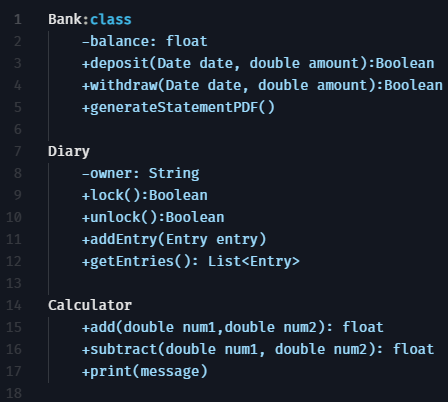 1 Bank:class
2 -balance: float
3 +deposit(Date date, double amount):Boolean
4 +withdraw(Date date, double amount):Boolean
5 +generateStatementPDF()
6
7 Diary
8 -owner: String
9 +lock():Boolean
10 +unlock():Boolean
11 +addEntry(Entry entry)
12 +getEntries(): List<Entry>
13
14 Calculator
15 +add(double num1,double num2): float
16 +subtract(double num1, double num2): float
17 +print(message)
18